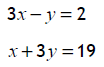 3x − y = 2
x + 3y = 19